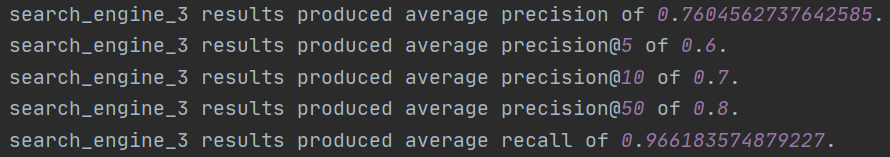 search_engine_3 results produced average precision of 0.7604562737642585.
search_engine_3 results produced average precision@5 of 0.6.
search_engine_3 results produced average precision@10 of 0.7.
search_engine_3 results produced average precision@50 of 0.8.
search_engine_3 results produced average recall of 0.966183574879227.